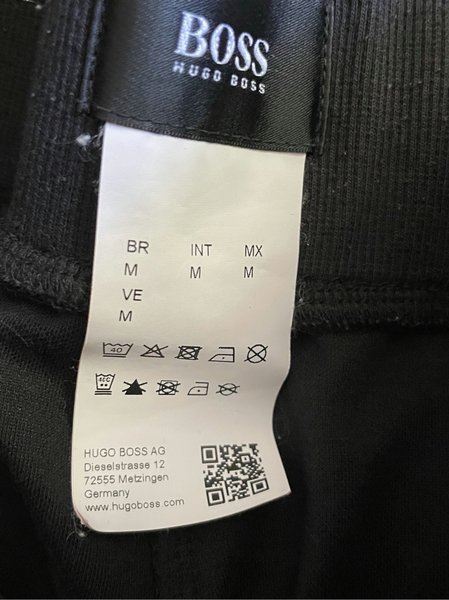 BOSS
HUGO BOSS
BR INT MX
M M M
VE
M
40
40C
HUGO BOSS AG
Dieselstrasse 12
72555 Metzingen
Germany
www.hugoboss.com